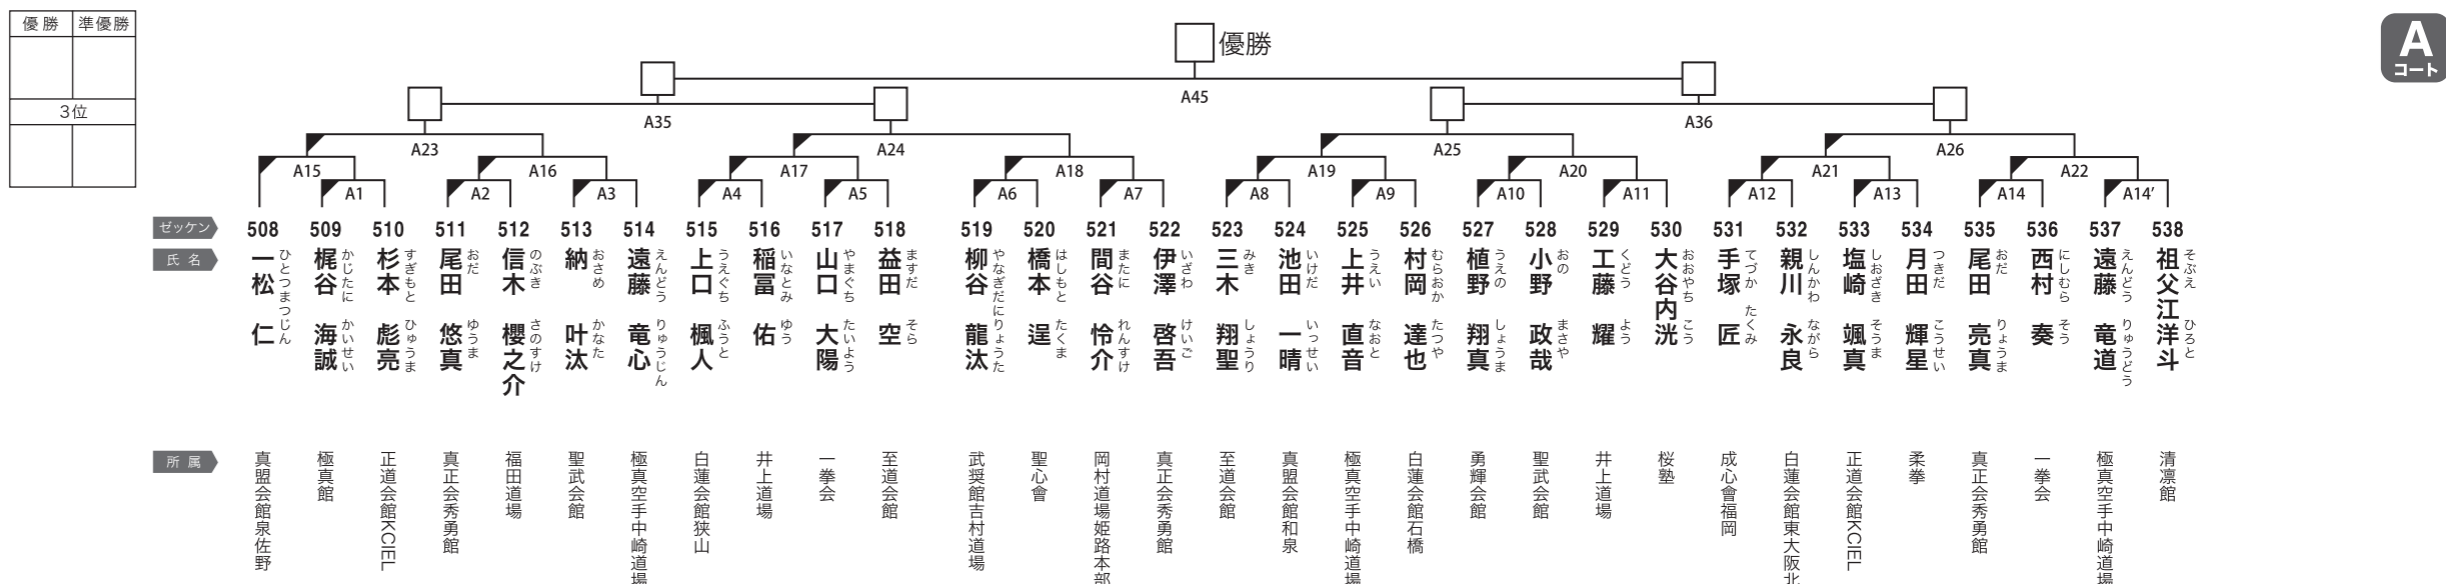 優勝 準優勝
3位
優勝
A
コート
A45
A35 A36
A23 A24 A25 A26
A15 A16 A17 A18 A19 A20 A21 A22
A1 A2 A3 A4 A5 A6 A7 A8 A9 A10 A11 A12 A13 A14 A14′
ゼッケン 508 509 510 511 512 513 514 515 516 517 518 519 520 521 522 523 524 525 526 527 528 529 530 531 532 533 534 535 536 537 538
氏名
一松 仁 ひとつまつじん
梶谷 海誠 かじたに かいせい
杉本 彪亮 すぎもと ひゅうま
尾田 悠真 おだ ゆうま
信木 櫻之介 のぶき さのすけ
納 叶汰 おさめ かなた
遠藤 竜心 えんどう りゅうじん
上口 楓人 うえぐち ふうと
稲冨 佑 いなとみ ゆう
山口 大陽 やまぐち たいよう
益田 空 ますだ そら
柳谷 龍汰 やなぎだに りょうた
橋本 逞 はしもと たくま
間谷 怜介 またに れんすけ
伊澤 啓吾 いざわ けいご
三木 翔聖 みき しょうり
池田 一晴 いけだ いっせい
上井 直音 うえい なおと
村岡 達也 むらおか たつや
植野 翔真 うえの しょうま
小野 政哉 おの まさや
工藤 耀 くどう よう
大谷内 洸 おおやち こう
手塚 匠 てづか たくみ
親川 永良 しんかわ ながら
塩崎 颯真 しおざき そうま
月田 輝星 つきだ こうせい
尾田 亮真 おだ りょうま
西村 奏 にしむら そう
遠藤 竜道 えんどう りゅうどう
祖父江洋斗 そぶえ ひろと
所属
真盟会館泉佐野
極真館
正道会館KCIEL
真正会秀勇館
福田道場
聖武会館
極真空手中崎道場
白蓮会館狭山
井上道場
一拳会
至道会館
武奨館吉村道場
聖心會
岡村道場姫路本部
真正会秀勇館
至道会館
真盟会館和泉
極真空手中崎道場
白蓮会館石橋
勇輝会館
聖武会館
井上道場
桜塾
成心會福岡
白蓮会館東大阪北
正道会館KCIEL
柔拳
真正会秀勇館
一拳会
極真空手中崎道場
清凛館